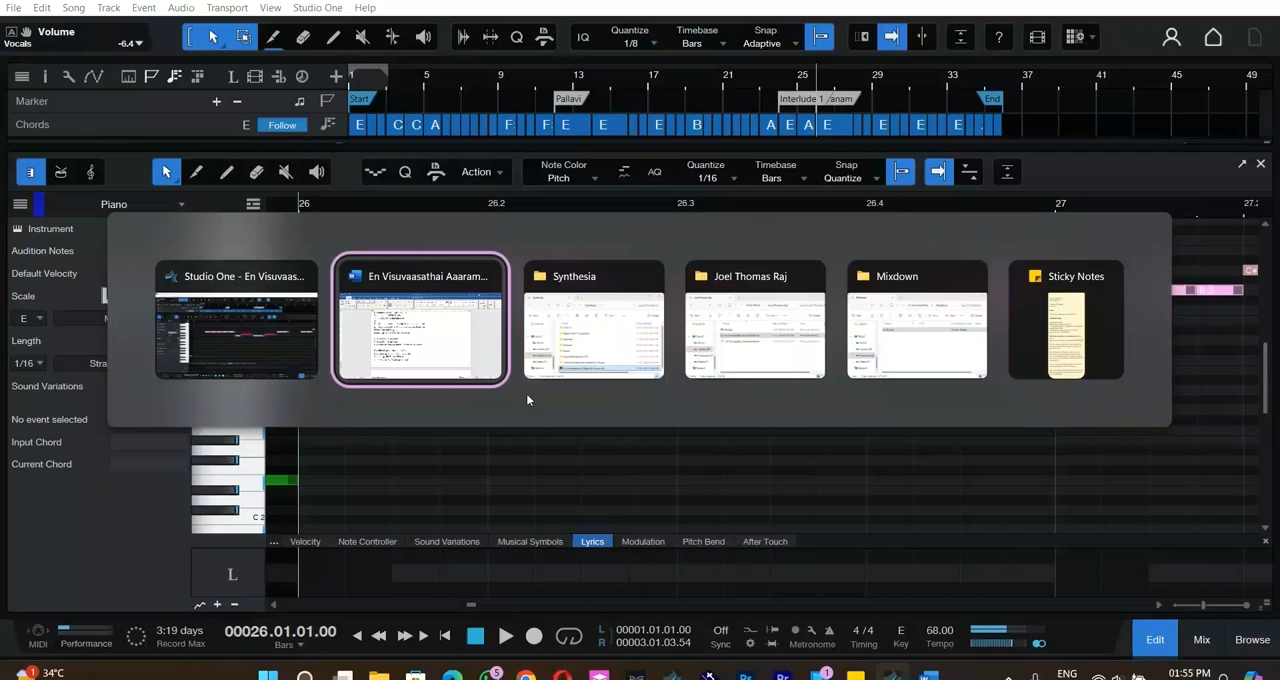 File Edit Song Track Event Audio Transport View Studio One Help
A Volume
Vocals -6.4
IQ Quantize 1/8 Timebase Bars Snap Adaptive
1 5 9 13 17 21 25 29 33 37 41 45 49
Marker Start Pallavi Interlude 1 anam End
Chords E Follow E C C A F F E E E B A E A E E E E
Action Note Color Pitch AQ Quantize 1/16 Timebase Bars Snap Quantize
Piano 26 26.2 26.3 26.4 27 27.2
Instrument
Audition Notes
Default Velocity
Scale
E
Length
1/16 Stra
Sound Variations
No event selected
Input Chord
Current Chord
Studio One - En Visuvaas...
En Visuvaasathai Aaaram...
Synthesia
Joel Thomas Raj
Mixdown
Sticky Notes
C 2
... Velocity Note Controller Sound Variations Musical Symbols Lyrics Modulation Pitch Bend After Touch
L
MIDI Performance 3:19 days Record Max 00026.01.01.00 Bars L 00001.01.01.00 R 00003.01.03.54 Off Sync Metronome 4 / 4 Timing E Key 68.00 Tempo Edit Mix Browse
1 34°C 5 1 ENG 01:55 PM